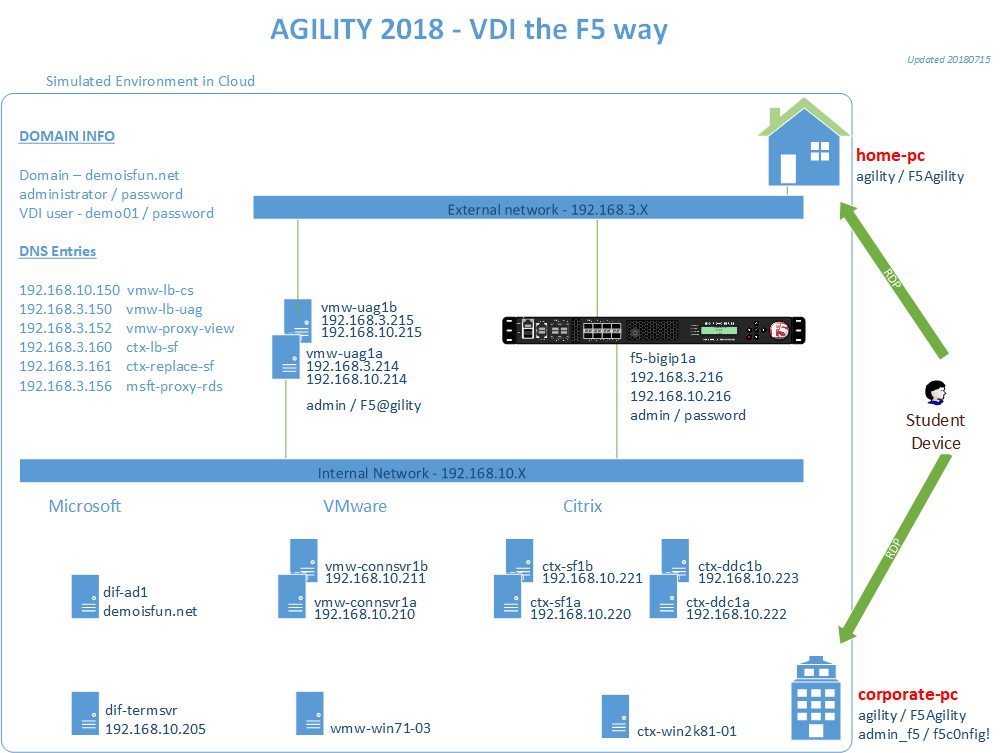 AGILITY 2018 - VDI the F5 way
Updated 20180715
Simulated Environment in Cloud
DOMAIN INFO
Domain – demoisfun.net
administrator / password
VDI user - demo01 / password
DNS Entries
192.168.10.150 vmw-lb-cs
192.168.3.150 vmw-lb-uag
192.168.3.152 vmw-proxy-view
192.168.3.160 ctx-lb-sf
192.168.3.161 ctx-replace-sf
192.168.3.156 msft-proxy-rds
home-pc
agility / F5Agility
External network - 192.168.3.X
RDP
vmw-uag1b
192.168.3.215
192.168.10.215
vmw-uag1a
192.168.3.214
192.168.10.214
admin / F5@gility
f5-bigip1a
192.168.3.216
192.168.10.216
admin / password
Student
Device
Internal Network - 192.168.10.X
Microsoft
VMware
Citrix
RDP
dif-ad1
demoisfun.net
vmw-connsvr1b
192.168.10.211
vmw-connsvr1a
192.168.10.210
ctx-sf1b
192.168.10.221
ctx-sf1a
192.168.10.220
ctx-ddc1b
192.168.10.223
ctx-ddc1a
192.168.10.222
dif-termsvr
192.168.10.205
wmw-win71-03
ctx-win2k81-01
corporate-pc
agility / F5Agility
admin_f5 / f5c0nfig!